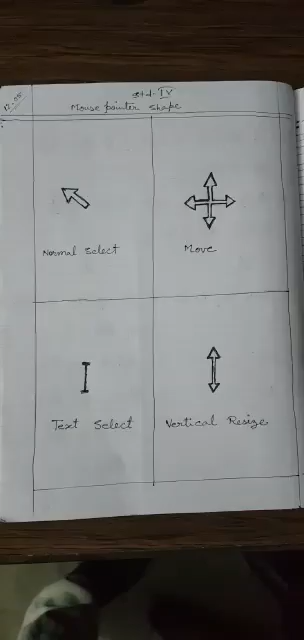 std:- IV
Mouse pointer shape
Normal Select
Move
Text Select
Vertical Resize